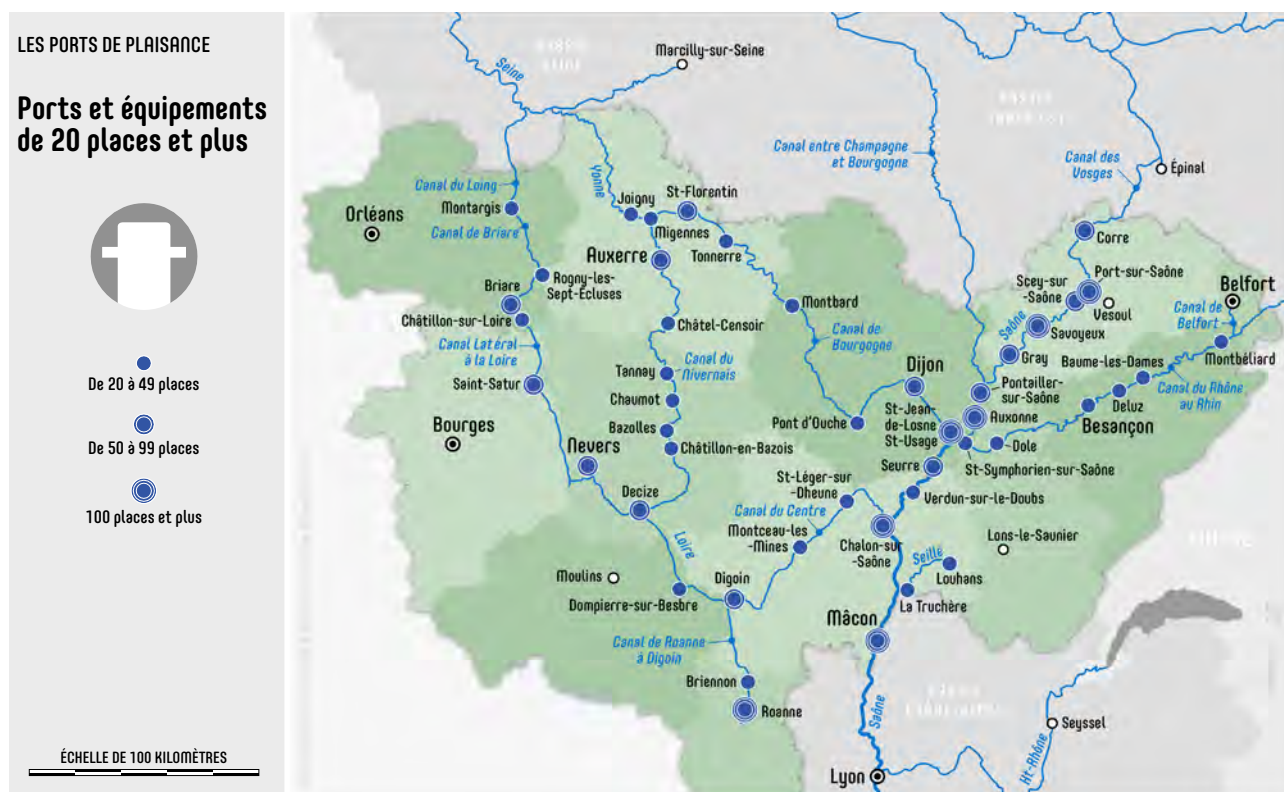 LES PORTS DE PLAISANCE
Ports et équipements
de 20 places et plus
De 20 à 49 places
De 50 à 99 places
100 places et plus
ÉCHELLE DE 100 KILOMÈTRES
Seine
Marcilly-sur-Seine
Canal entre Champagne
et Bourgogne
Canal des
Vosges
Épinal
Canal du Loing
Yonne
Joigny
St-Florentin
Orléans
Montargis
Migennes
Canal de Briare
Auxerre
Tonnerre
Corre
Rogny-les-
Sept-Écluses
Scey-sur
-Saône
Port-sur-Saône
Belfort
Briare
Montbard
Vesoul
Châtillon-sur-Loire
Châtel-Censoir
Canal de
Bourgogne
Saône
Savoyeux
Canal de
Belfort
Canal Latéral
à la Loire
Gray
Baume-les-Dames
Montbéliard
Canal du
Nivernais
Dijon
Tannay
Saint-Satur
Pontailler-
sur-Saône
Canal du Rhône
au Rhin
Chaumot
Deluz
Pont d'Ouche
St-Jean-
de-Losne
St-Usage
Auxonne
Besançon
Bourges
Bazolles
Dole
Nevers
Châtillon-en-Bazois
Seurre
St-Symphorien-sur-Saône
St-Léger-sur
-Dheune
Decize
Verdun-sur-le-Doubs
Canal du Centre
Montceau-les
-Mines
Chalon-sur
-Saône
Lons-le-Saunier
Loire
Seille
Moulins
Digoin
Louhans
Dompierre-sur-Besbre
La Truchère
Mâcon
Canal de Roanne
à Digoin
Briennon
Roanne
Saône
Seyssel
Ht-Rhône
Lyon